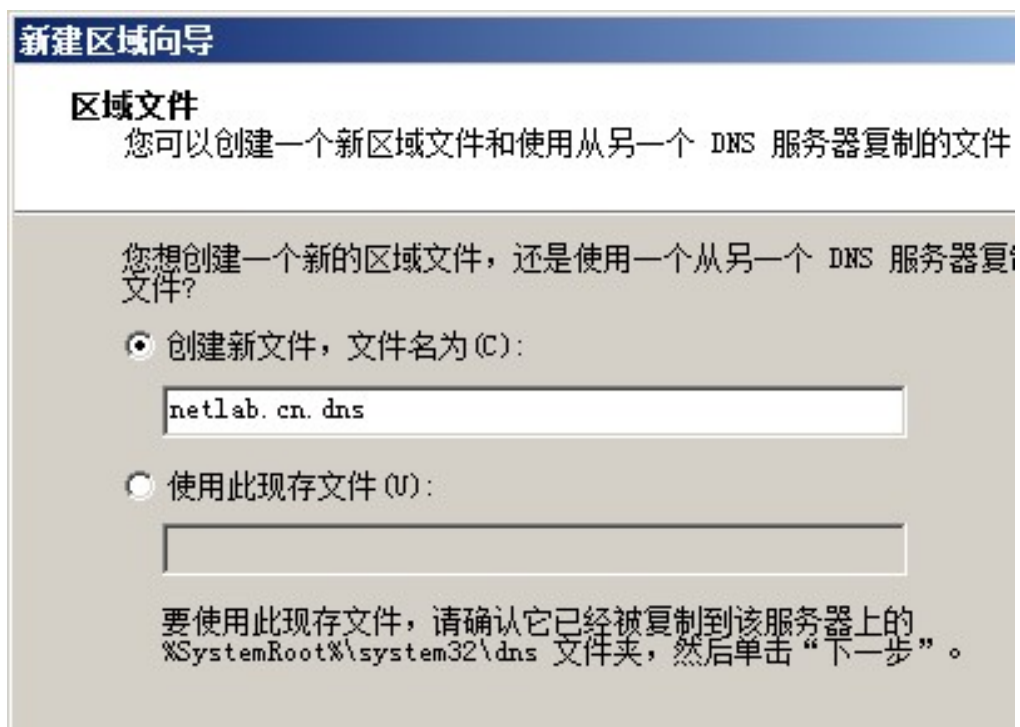 新建区域向导
区域文件
您可以创建一个新区域文件和使用从另一个 DNS 服务器复制的文件
您想创建一个新的区域文件，还是使用一个从另一个 DNS 服务器复
文件?
创建新文件，文件名为(C):
netlab.cn.dns
使用此现存文件(U):
要使用此现存文件，请确认它已经被复制到该服务器上的
%SystemRoot%\system32\dns 文件夹，然后单击“下一步”。